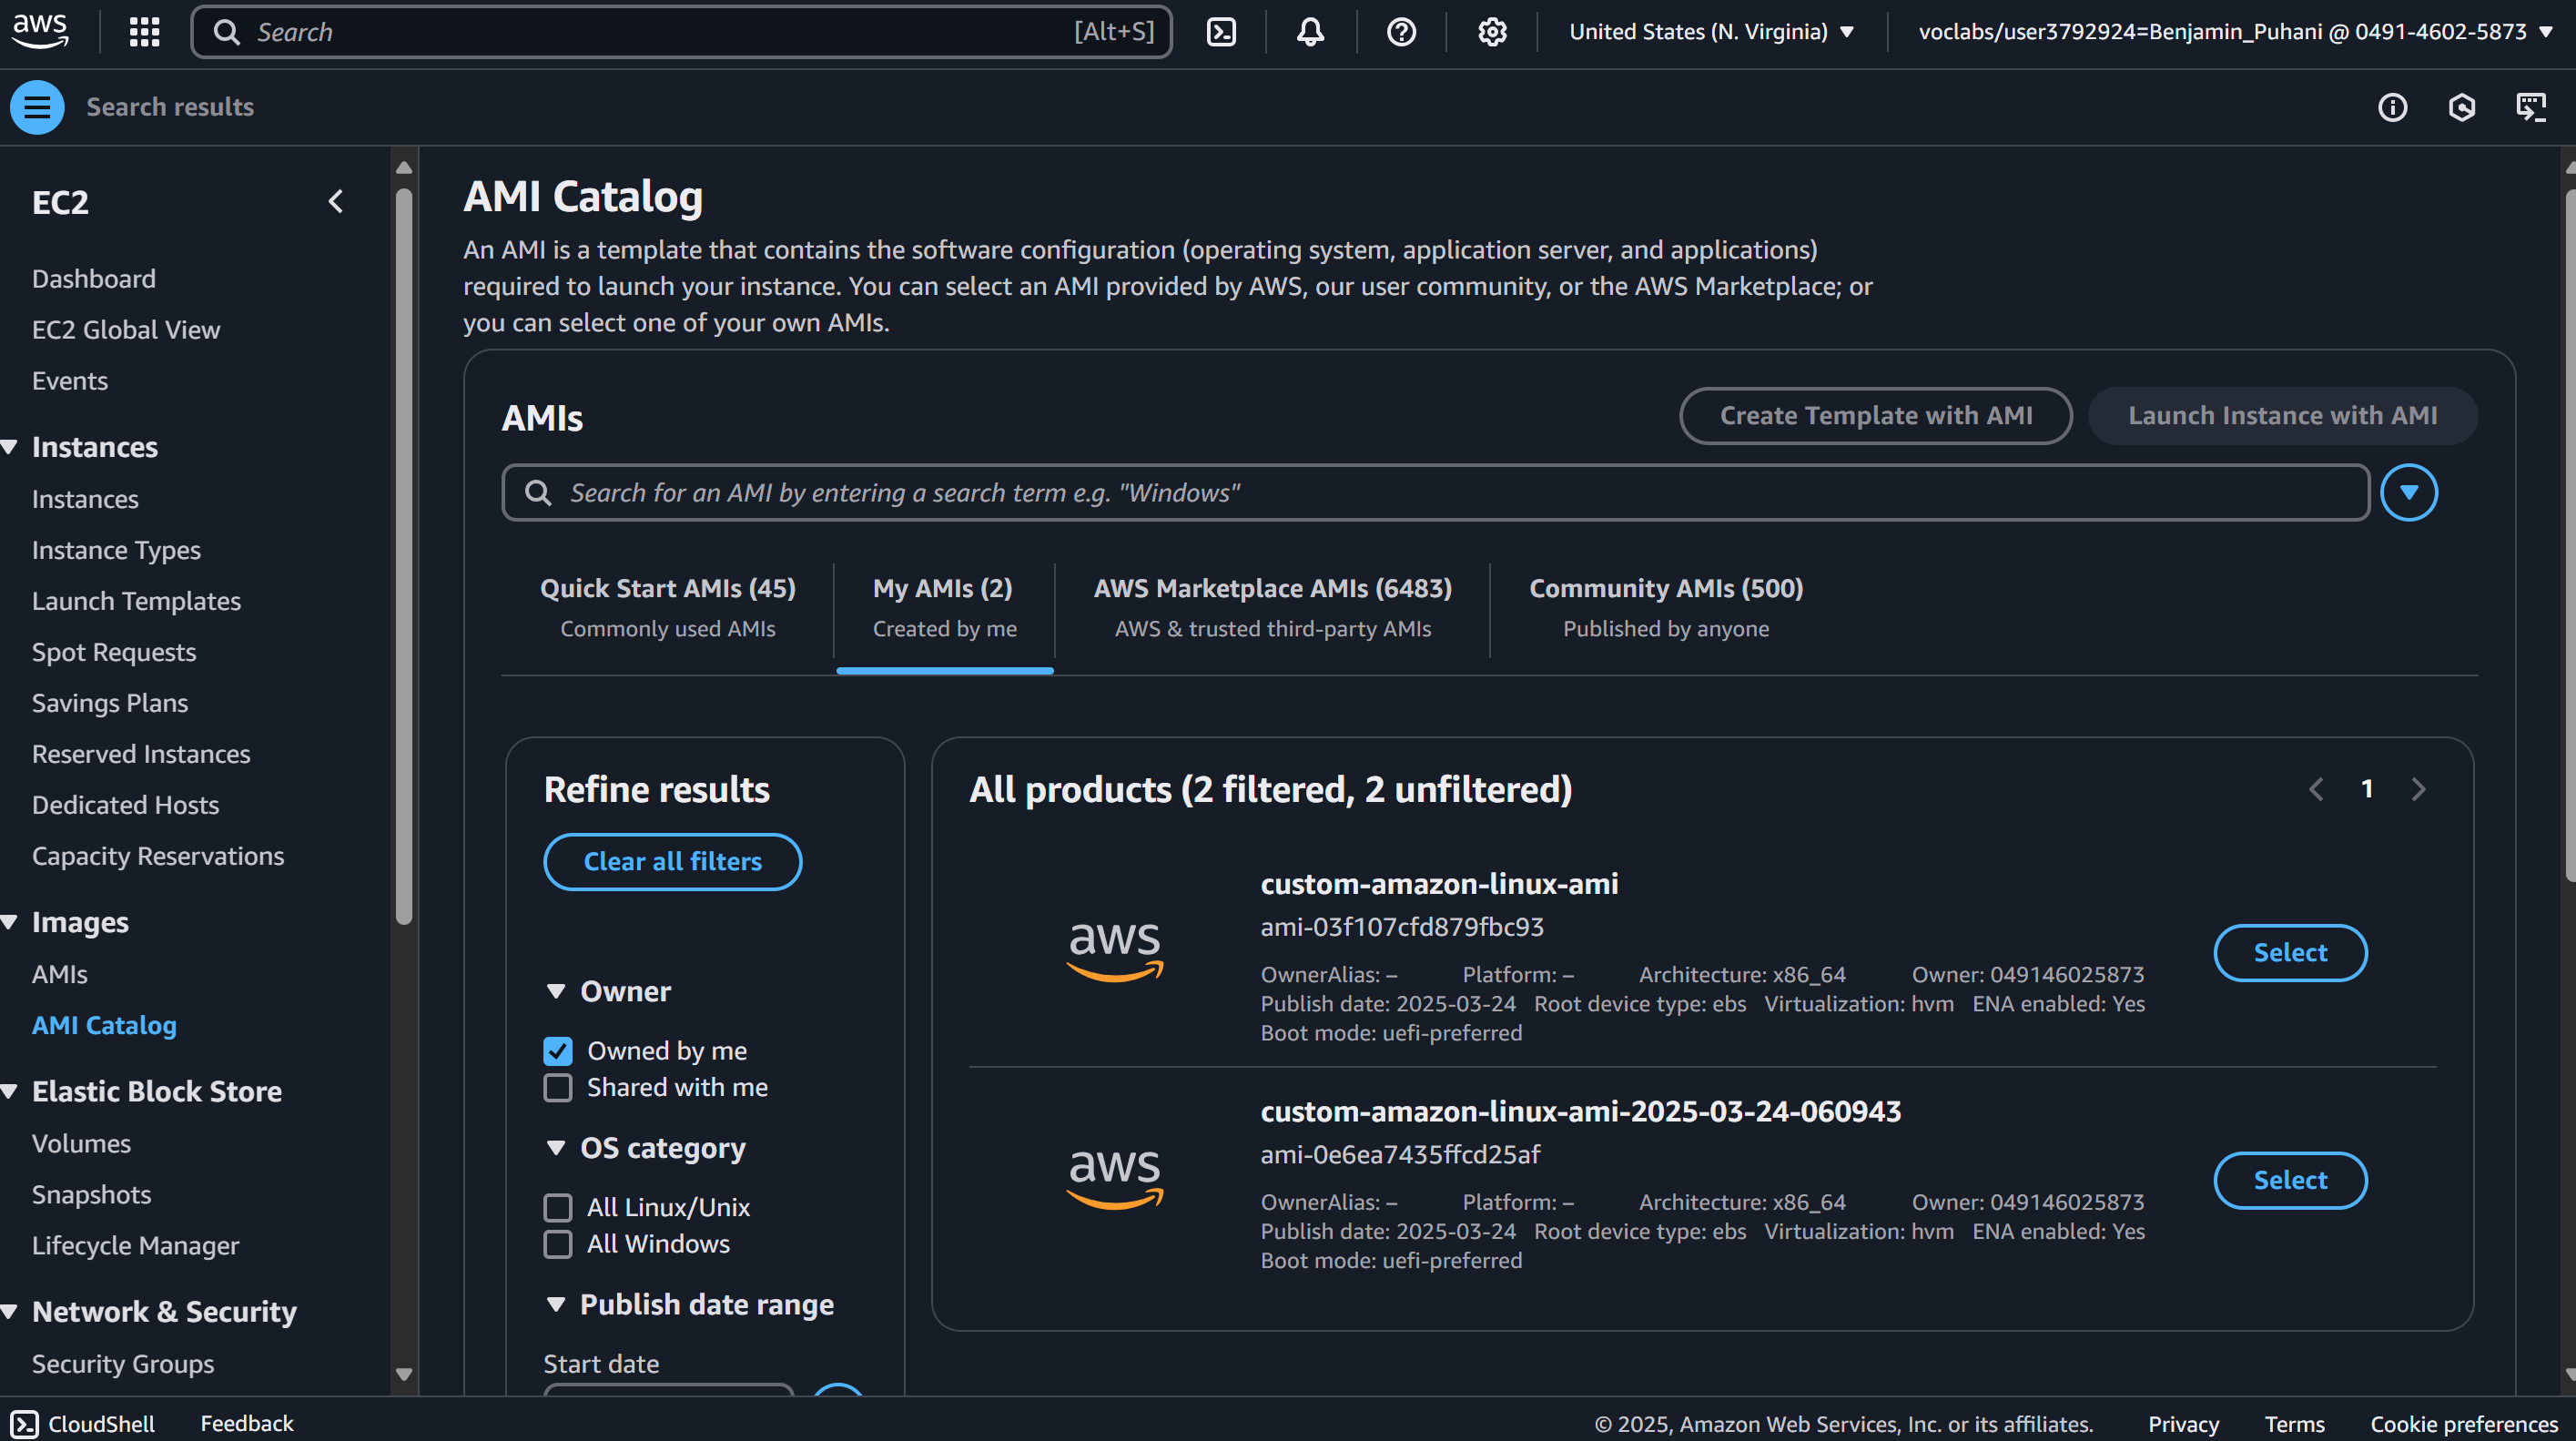 aws
Search
[Alt+S]
United States (N. Virginia)
voclabs/user3792924=Benjamin_Puhani @ 0491-4602-5873
Search results
EC2
Dashboard
EC2 Global View
Events
Instances
Instances
Instance Types
Launch Templates
Spot Requests
Savings Plans
Reserved Instances
Dedicated Hosts
Capacity Reservations
Images
AMIs
AMI Catalog
Elastic Block Store
Volumes
Snapshots
Lifecycle Manager
Network & Security
Security Groups
AMI Catalog
An AMI is a template that contains the software configuration (operating system, application server, and applications)
required to launch your instance. You can select an AMI provided by AWS, our user community, or the AWS Marketplace; or
you can select one of your own AMIs.
AMIs
Create Template with AMI
Launch Instance with AMI
Search for an AMI by entering a search term e.g. "Windows"
Quick Start AMIs (45)
Commonly used AMIs
My AMIs (2)
Created by me
AWS Marketplace AMIs (6483)
AWS & trusted third-party AMIs
Community AMIs (500)
Published by anyone
Refine results
Clear all filters
Owner
Owned by me
Shared with me
OS category
All Linux/Unix
All Windows
Publish date range
Start date
All products (2 filtered, 2 unfiltered)
1
aws
custom-amazon-linux-ami
ami-03f107cfd879fbc93
OwnerAlias: – Platform: – Architecture: x86_64 Owner: 049146025873
Publish date: 2025-03-24 Root device type: ebs Virtualization: hvm ENA enabled: Yes
Boot mode: uefi-preferred
Select
aws
custom-amazon-linux-ami-2025-03-24-060943
ami-0e6ea7435ffcd25af
OwnerAlias: – Platform: – Architecture: x86_64 Owner: 049146025873
Publish date: 2025-03-24 Root device type: ebs Virtualization: hvm ENA enabled: Yes
Boot mode: uefi-preferred
Select
CloudShell
Feedback
© 2025, Amazon Web Services, Inc. or its affiliates.
Privacy
Terms
Cookie preferences